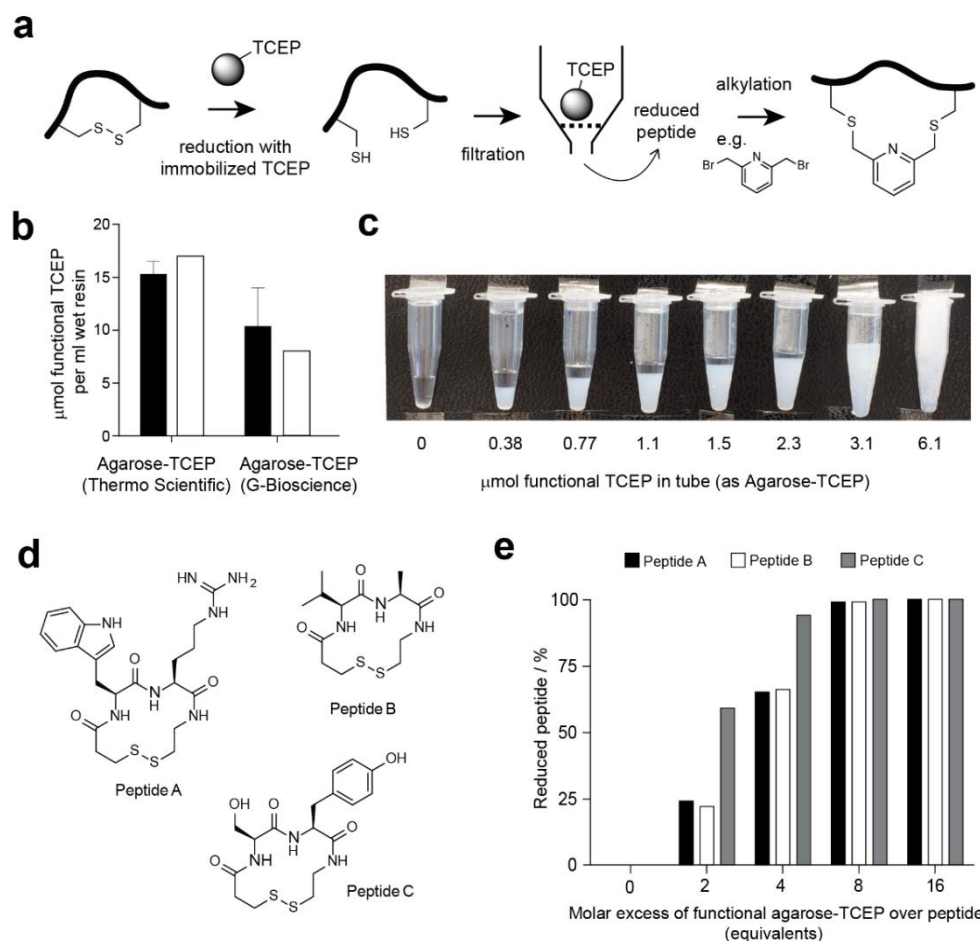 a
TCEP
S
S
reduction with
immobilized TCEP
SH
HS
filtration
TCEP
reduced
peptide
alkylation
e.g.
Br
N
Br
S
N
S
b
µmol functional TCEP
per ml wet resin
20
15
10
5
0
Agarose-TCEP
(Thermo Scientific)
Agarose-TCEP
(G-Bioscience)
c
0 0.38 0.77 1.1 1.5 2.3 3.1 6.1
µmol functional TCEP in tube (as Agarose-TCEP)
d
HN
NH2
NH
N
H
O
N
H
O
NH
NH
O
S-S
Peptide A
O
N
H
O
NH
NH
O
S-S
Peptide B
OH
OH
O
N
H
O
NH
NH
O
S-S
Peptide C
e
Peptide A Peptide B Peptide C
Reduced peptide / %
100
75
50
25
0
0 2 4 8 16
Molar excess of functional agarose-TCEP over peptide
(equivalents)